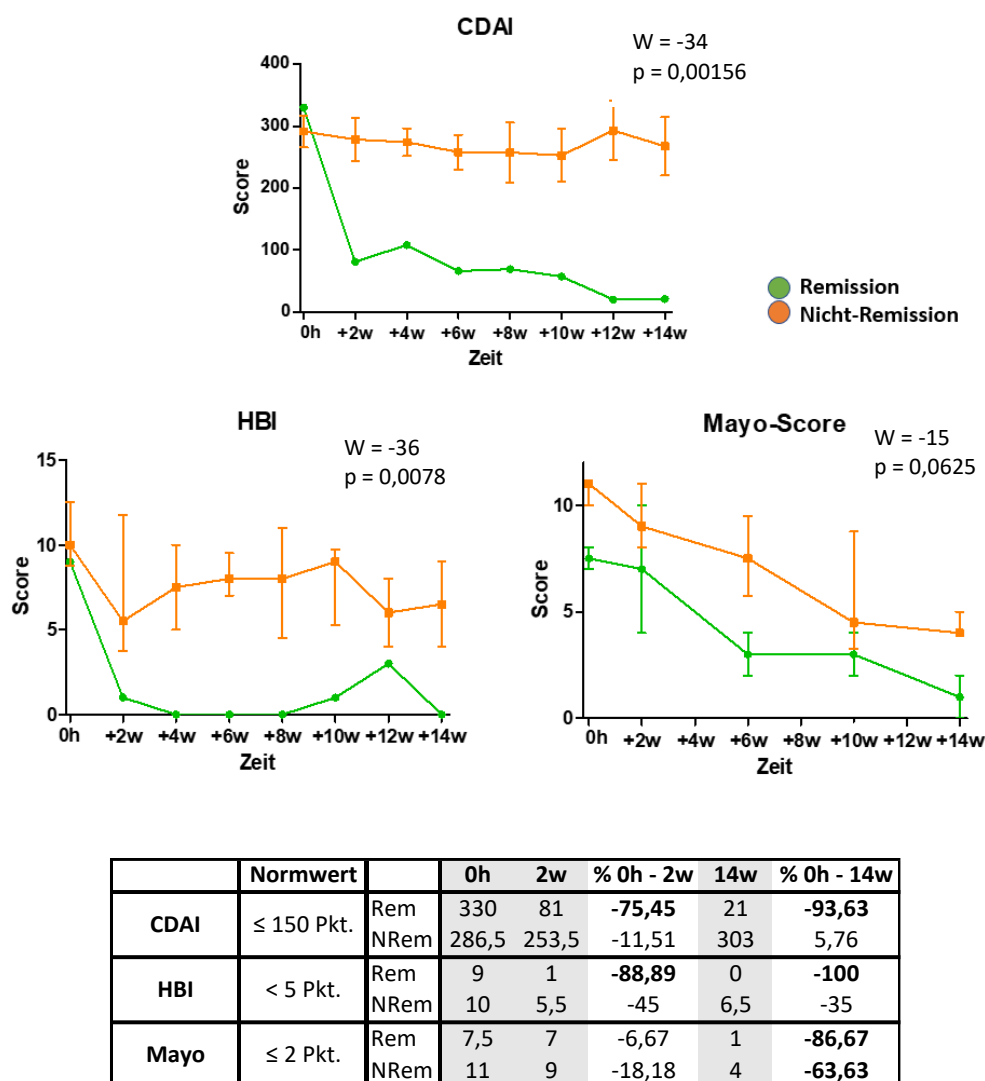 CDAI
W = -34
p = 0,00156
400
300
200
100
0
Score
0h +2w +4w +6w +8w +10w +12w +14w
Zeit
Remission
Nicht-Remission
HBI
W = -36
p = 0,0078
15
10
5
0
Score
0h +2w +4w +6w +8w +10w +12w +14w
Zeit
Mayo-Score
W = -15
p = 0,0625
10
5
0
Score
0h +2w +4w +6w +8w +10w +12w +14w
Zeit
Normwert 0h 2w % 0h - 2w 14w % 0h - 14w
CDAI ≤ 150 Pkt. Rem 330 81 -75,45 21 -93,63
NRem 286,5 253,5 -11,51 303 5,76
HBI < 5 Pkt. Rem 9 1 -88,89 0 -100
NRem 10 5,5 -45 6,5 -35
Mayo ≤ 2 Pkt. Rem 7,5 7 -6,67 1 -86,67
NRem 11 9 -18,18 4 -63,63